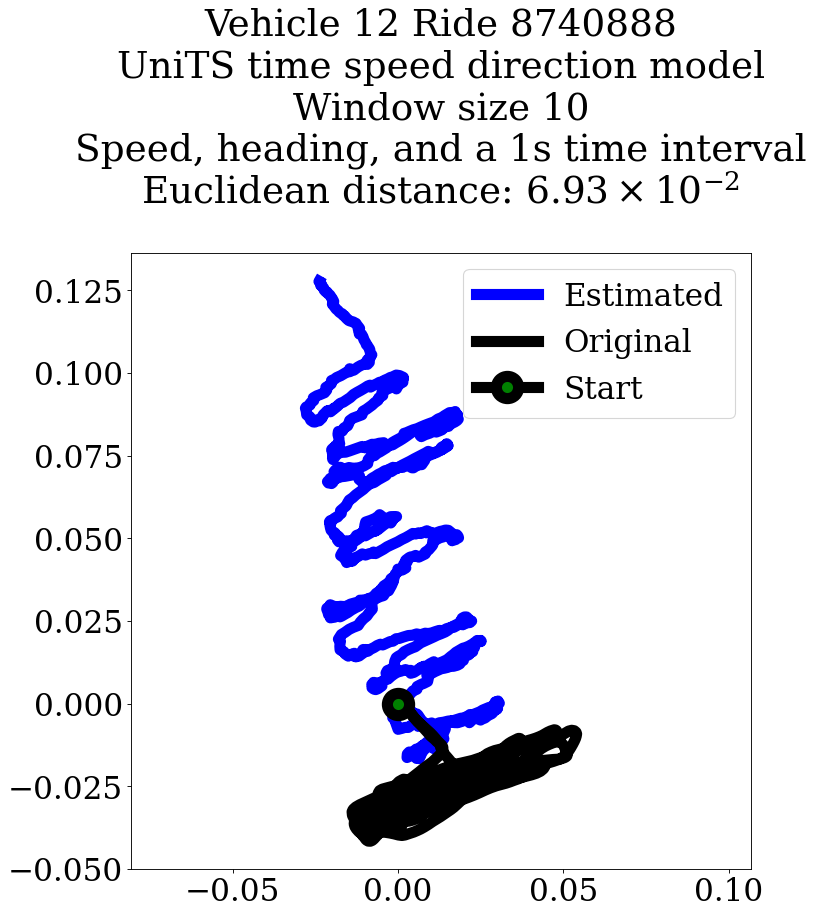 Vehicle 12 Ride 8740888
UniTS time speed direction model
Window size 10
Speed, heading, and a 1s time interval
Euclidean distance: 6.93 × 10⁻²
Estimated
Original
Start
0.125
0.100
0.075
0.050
0.025
0.000
−0.025
−0.050
−0.05 0.00 0.05 0.10